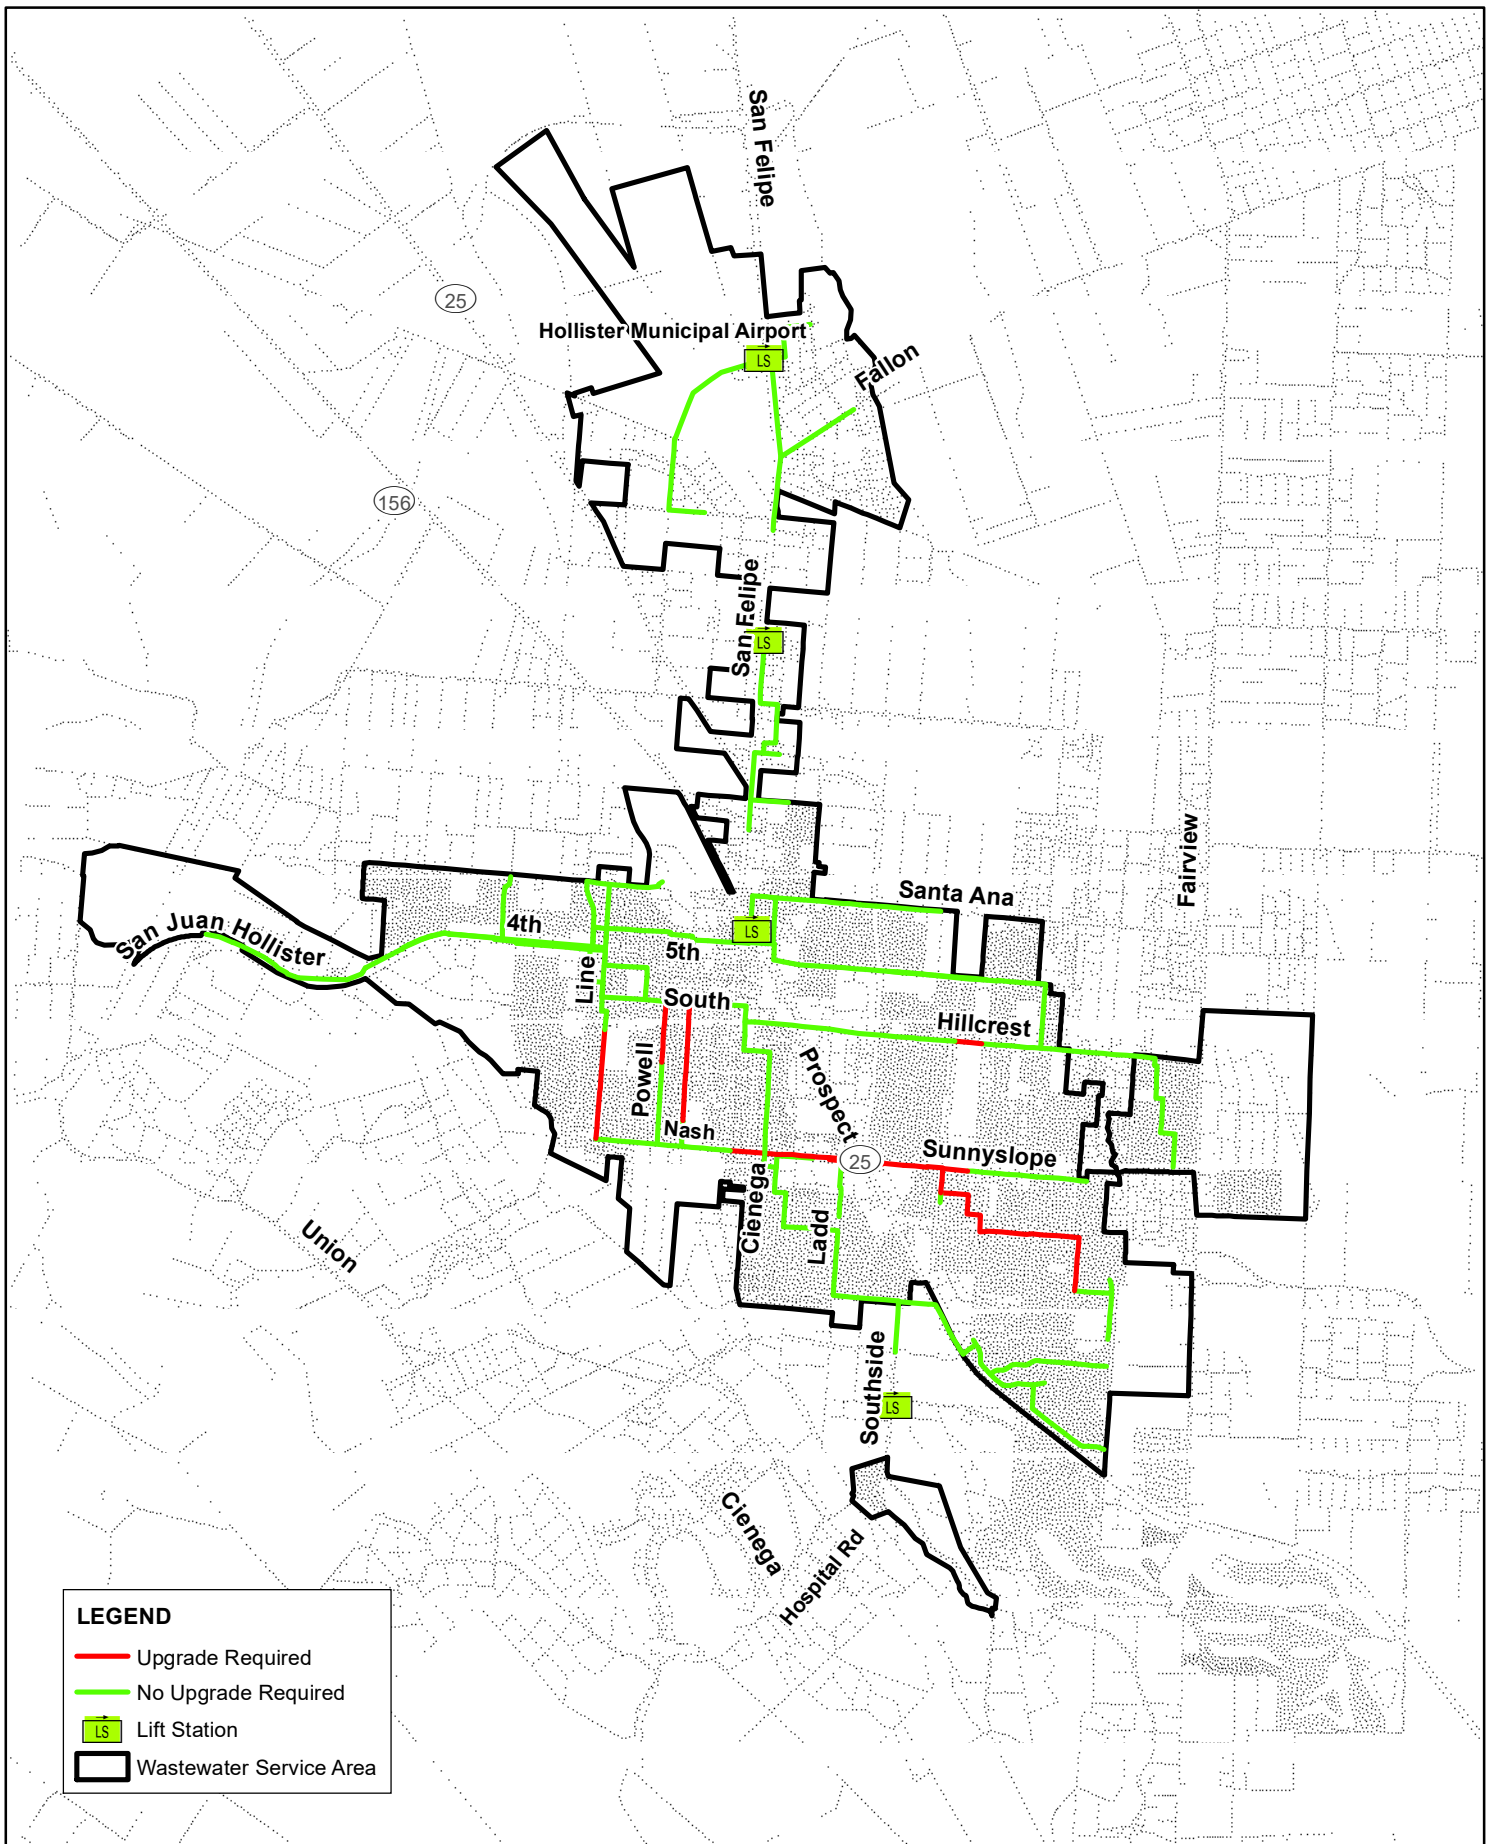 San Felipe
25
Hollister Municipal Airport
LS
Fallon
156
San Felipe
LS
Fairview
Santa Ana
San Juan Hollister
4th
LS
5th
Line
South
Hillcrest
Powell
Prospect
Nash
25
Sunnyslope
Cienega
Ladd
Union
Southside
LS
Cienega
Hospital Rd
LEGEND
Upgrade Required
No Upgrade Required
LS Lift Station
Wastewater Service Area